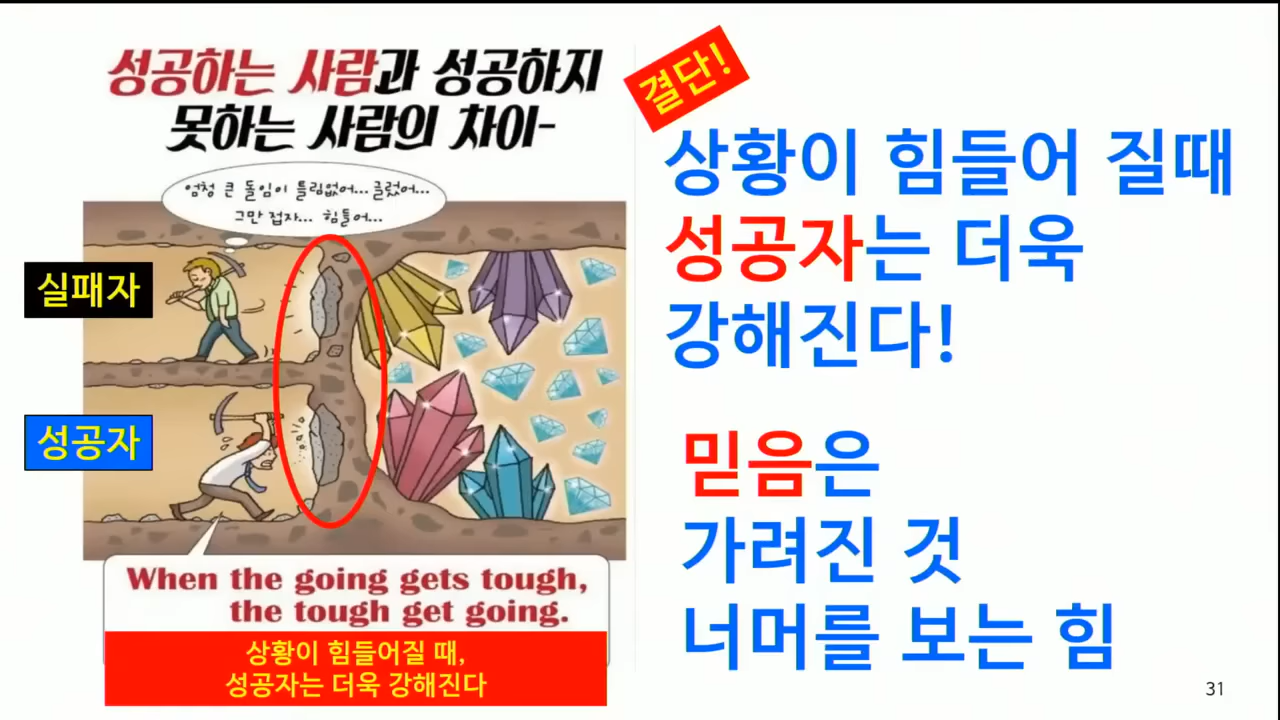 성공하는 사람과 성공하지
못하는 사람의 차이-
엄청 큰 돌임이 틀림없어... 글렀어...
그만 접자... 힘들어...
실패자
성공자
When the going gets tough,
the tough get going.
상황이 힘들어질 때,
성공자는 더욱 강해진다
결단!
상황이 힘들어 질때
성공자는 더욱
강해진다!
믿음은
가려진 것
너머를 보는 힘
31